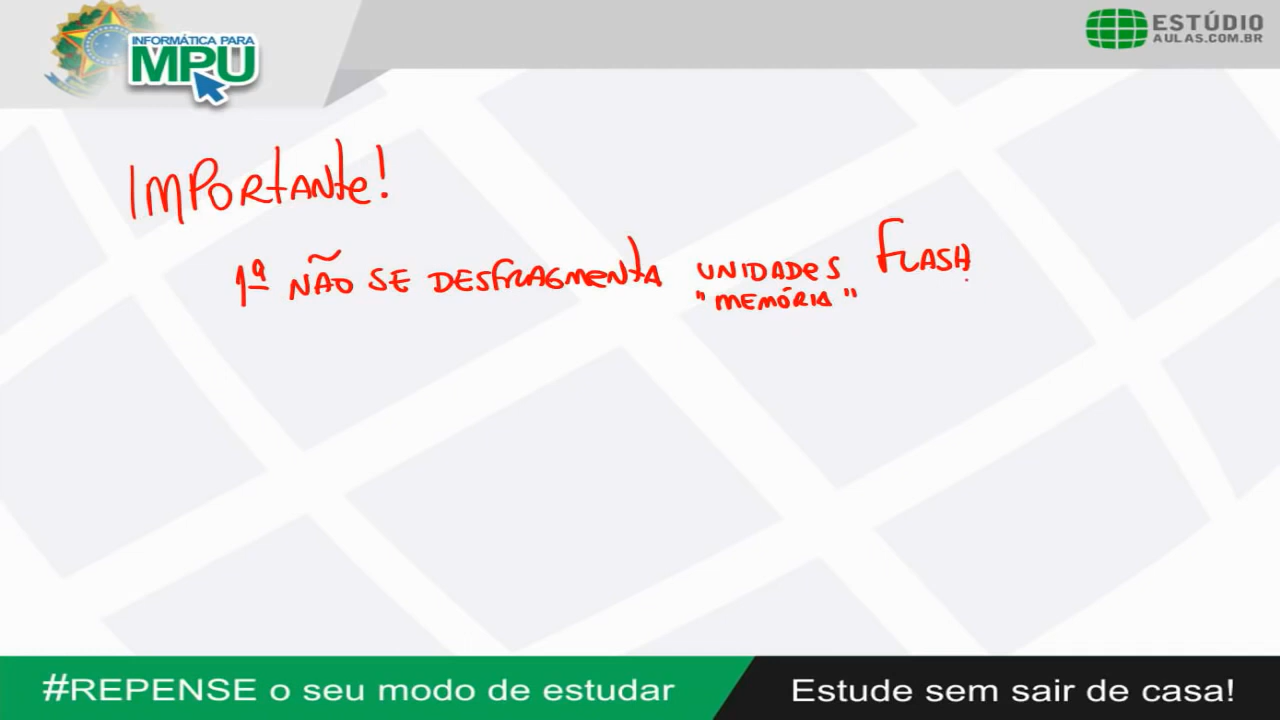 INFORMÁTICA PARA
MPU
ESTÚDIO
AULAS.COM.BR
IMPORTANTE!
1ª NÃO SE DESFRAGMENTA UNIDADES FLASH
"MEMÓRIA"
#REPENSE o seu modo de estudar
Estude sem sair de casa!